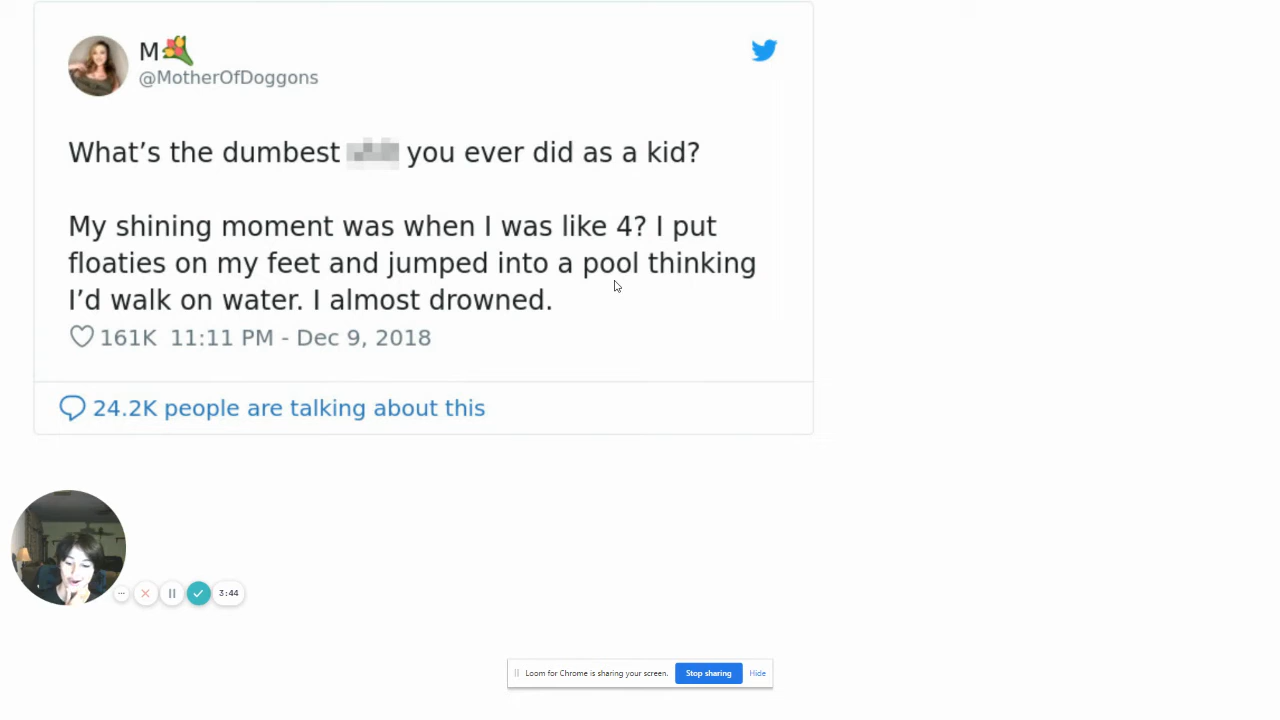 M
@MotherOfDoggons
What’s the dumbest you ever did as a kid?
My shining moment was when I was like 4? I put
floaties on my feet and jumped into a pool thinking
I’d walk on water. I almost drowned.
161K 11:11 PM - Dec 9, 2018
24.2K people are talking about this
3:44
Loom for Chrome is sharing your screen. Stop sharing Hide